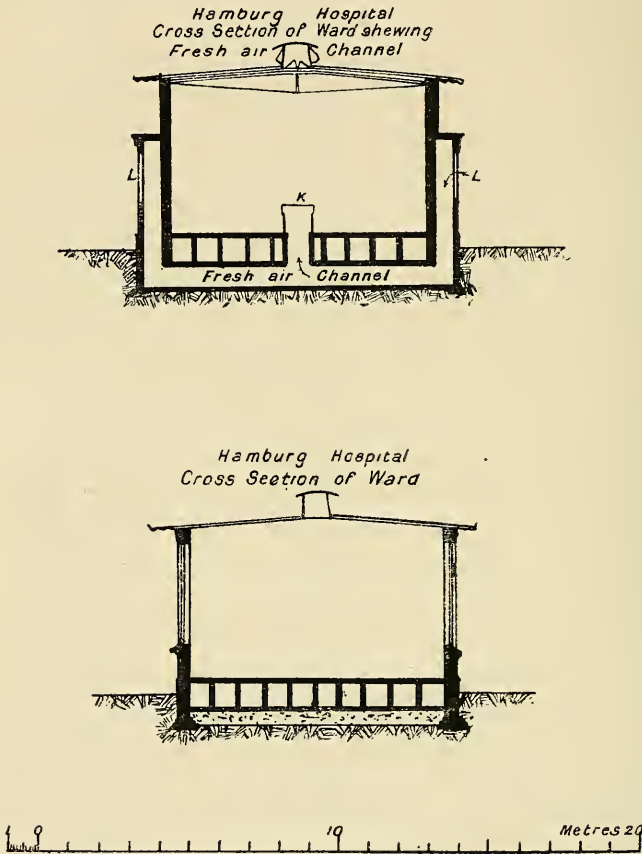 Hamburg Hospital
Cross Section of Ward shewing
Fresh air Channel
L
L
K
Fresh air Channel
Hamburg Hospital
Cross Section of Ward
1 0 10 Metres 20